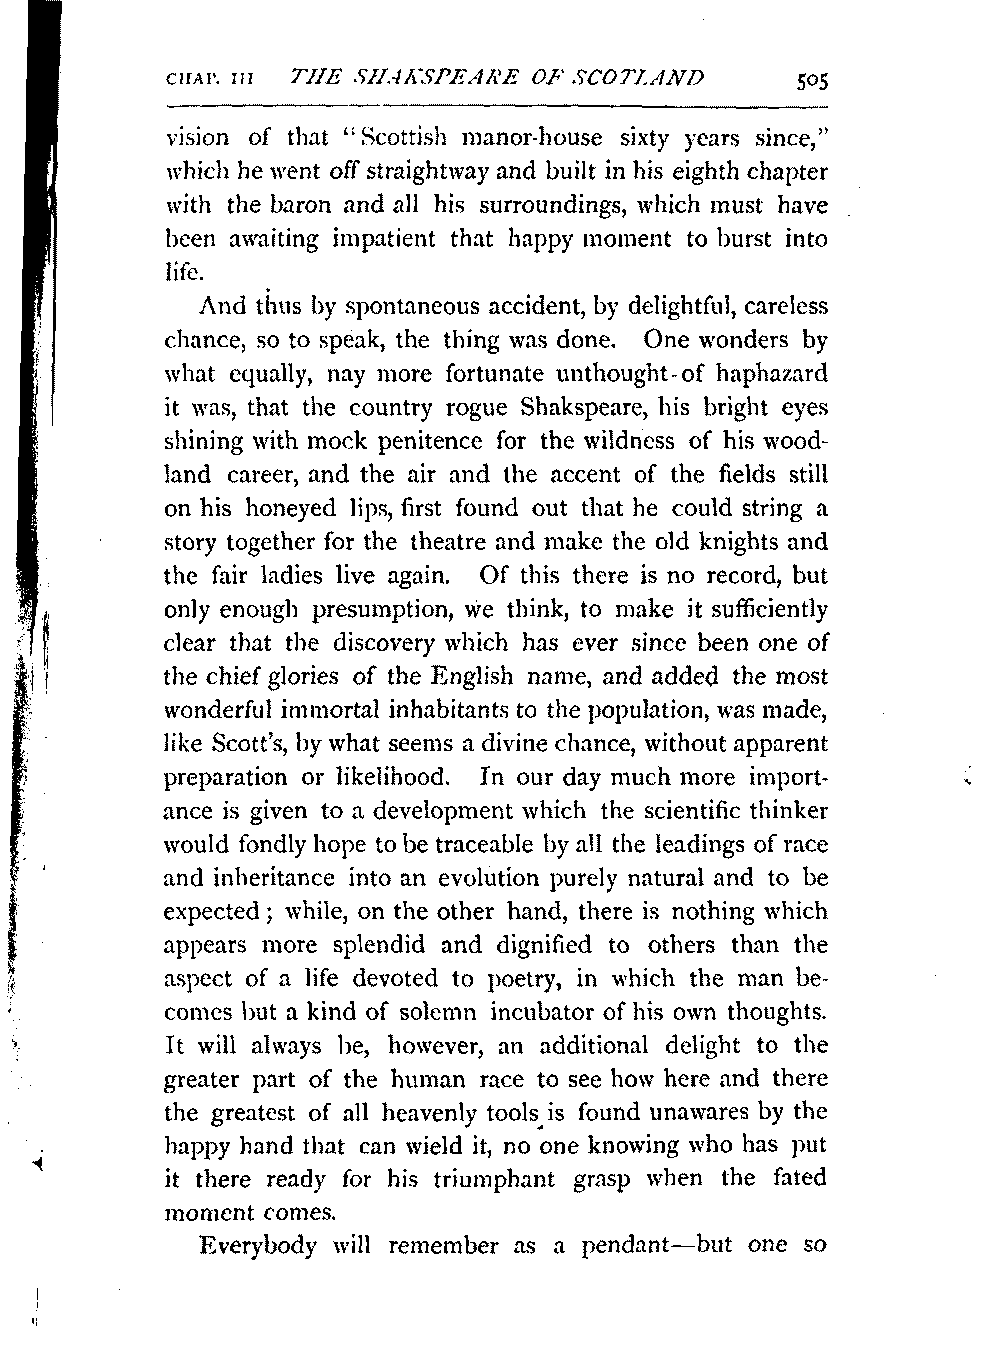 CHAP. III THE SHAKSPEARE OF SCOTLAND 505
vision of that “Scottish manor-house sixty years since,”
which he went off straightway and built in his eighth chapter
with the baron and all his surroundings, which must have
been awaiting impatient that happy moment to burst into
life.
And thus by spontaneous accident, by delightful, careless
chance, so to speak, the thing was done. One wonders by
what equally, nay more fortunate unthought-of haphazard
it was, that the country rogue Shakspeare, his bright eyes
shining with mock penitence for the wildness of his wood-
land career, and the air and the accent of the fields still
on his honeyed lips, first found out that he could string a
story together for the theatre and make the old knights and
the fair ladies live again. Of this there is no record, but
only enough presumption, we think, to make it sufficiently
clear that the discovery which has ever since been one of
the chief glories of the English name, and added the most
wonderful immortal inhabitants to the population, was made,
like Scott's, by what seems a divine chance, without apparent
preparation or likelihood. In our day much more import-
ance is given to a development which the scientific thinker
would fondly hope to be traceable by all the leadings of race
and inheritance into an evolution purely natural and to be
expected; while, on the other hand, there is nothing which
appears more splendid and dignified to others than the
aspect of a life devoted to poetry, in which the man be-
comes but a kind of solemn incubator of his own thoughts.
It will always be, however, an additional delight to the
greater part of the human race to see how here and there
the greatest of all heavenly tools is found unawares by the
happy hand that can wield it, no one knowing who has put
it there ready for his triumphant grasp when the fated
moment comes.
Everybody will remember as a pendant—but one so